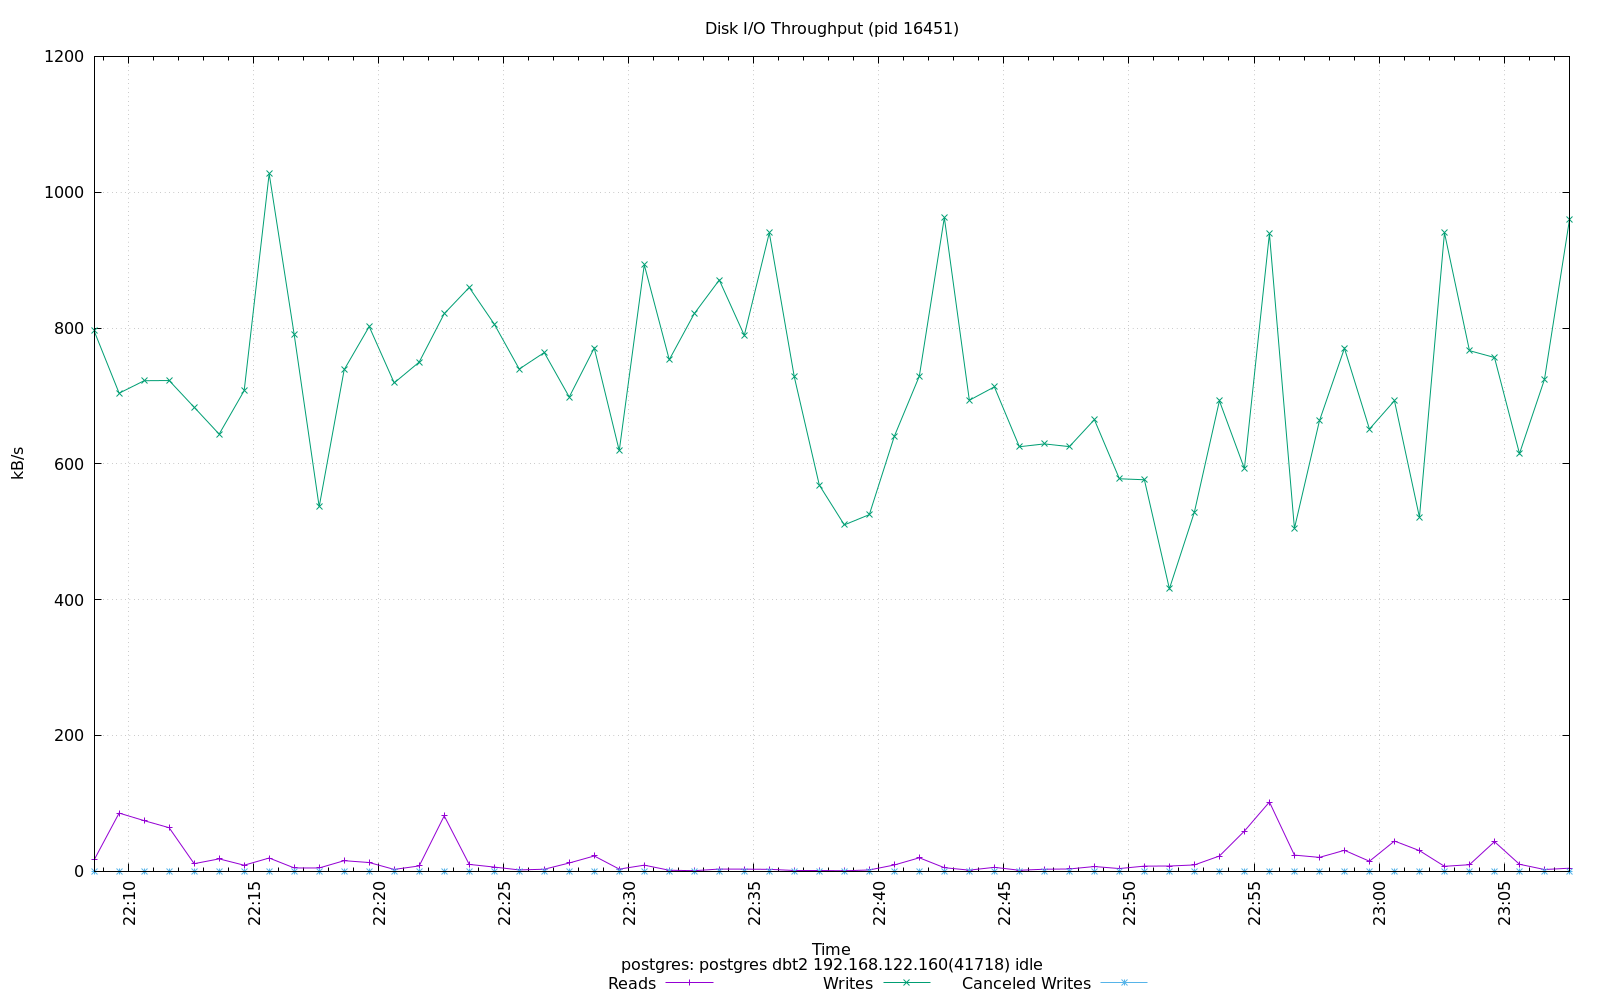 Disk I/O Throughput (pid 16451)
1200
1000
800
600
400
200
0
kB/s
22:10 22:15 22:20 22:25 22:30 22:35 22:40 22:45 22:50 22:55 23:00 23:05
Time
postgres: postgres dbt2 192.168.122.160(41718) idle
Reads Writes Canceled Writes